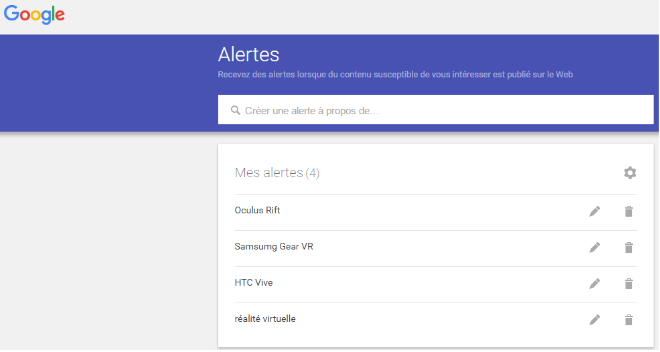 Google
Alertes
Recevez des alertes lorsque du contenu susceptible de vous intéresser est publié sur le Web
Créer une alerte à propos de...
Mes alertes (4)
Oculus Rift
Samsumg Gear VR
HTC Vive
réalité virtuelle